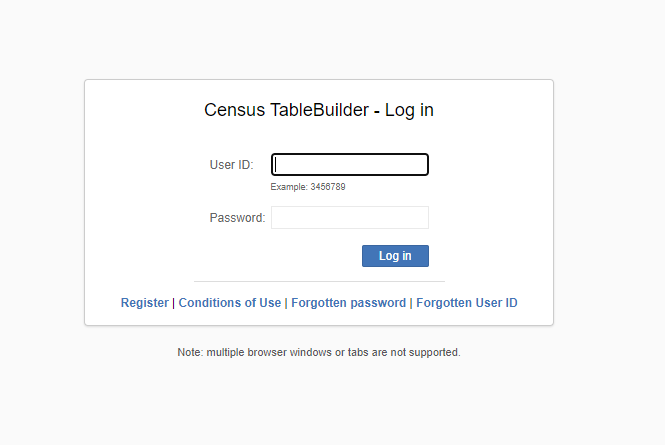 Census TableBuilder - Log in
User ID:
Example: 3456789
Password:
Log in
Register | Conditions of Use | Forgotten password | Forgotten User ID
Note: multiple browser windows or tabs are not supported.